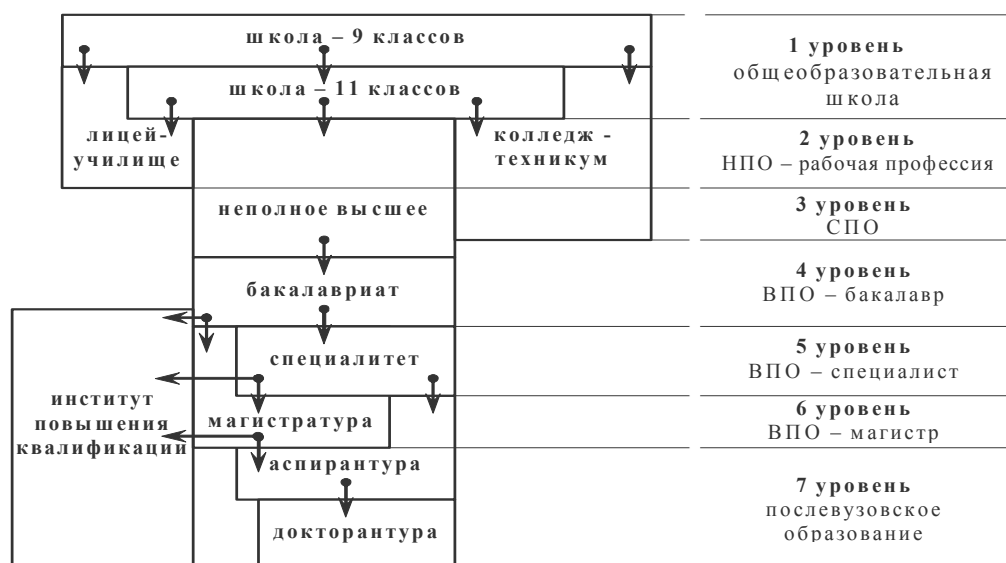 школа – 9 классов
школа – 11 классов
лицей-
училище
колледж -
техникум
неполное высшее
бакалавриат
специалитет
институт
повышения
квалификации
магистратура
аспирантура
докторантура
1 уровень
общеобразовательная
школа
2 уровень
НПО – рабочая профессия
3 уровень
СПО
4 уровень
ВПО – бакалавр
5 уровень
ВПО – специалист
6 уровень
ВПО – магистр
7 уровень
послевузовское
образование